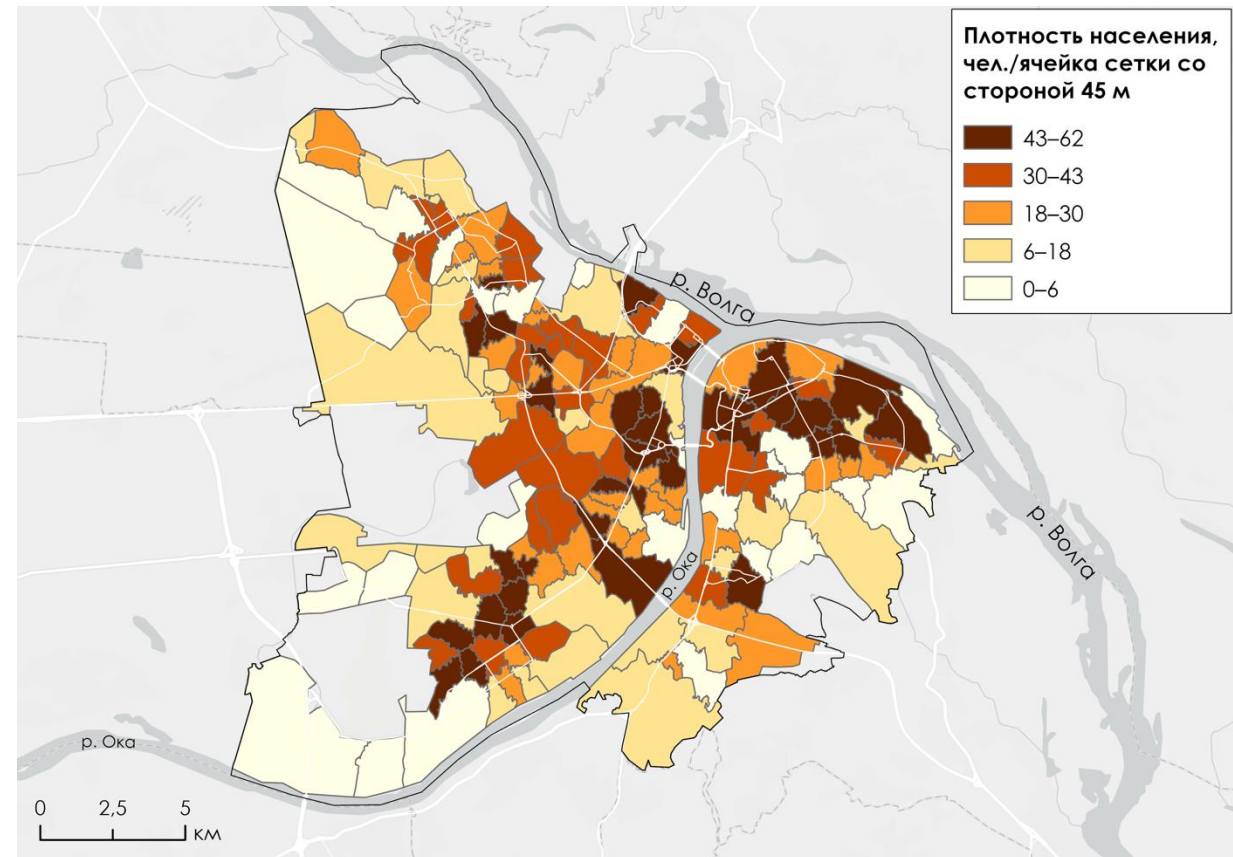 Плотность населения,
чел./ячейка сетки со
стороной 45 м
43–62
30–43
18–30
6–18
0–6
р. Волга
р. Волга
р. Ока
р. Ока
0 2,5 5
КМ